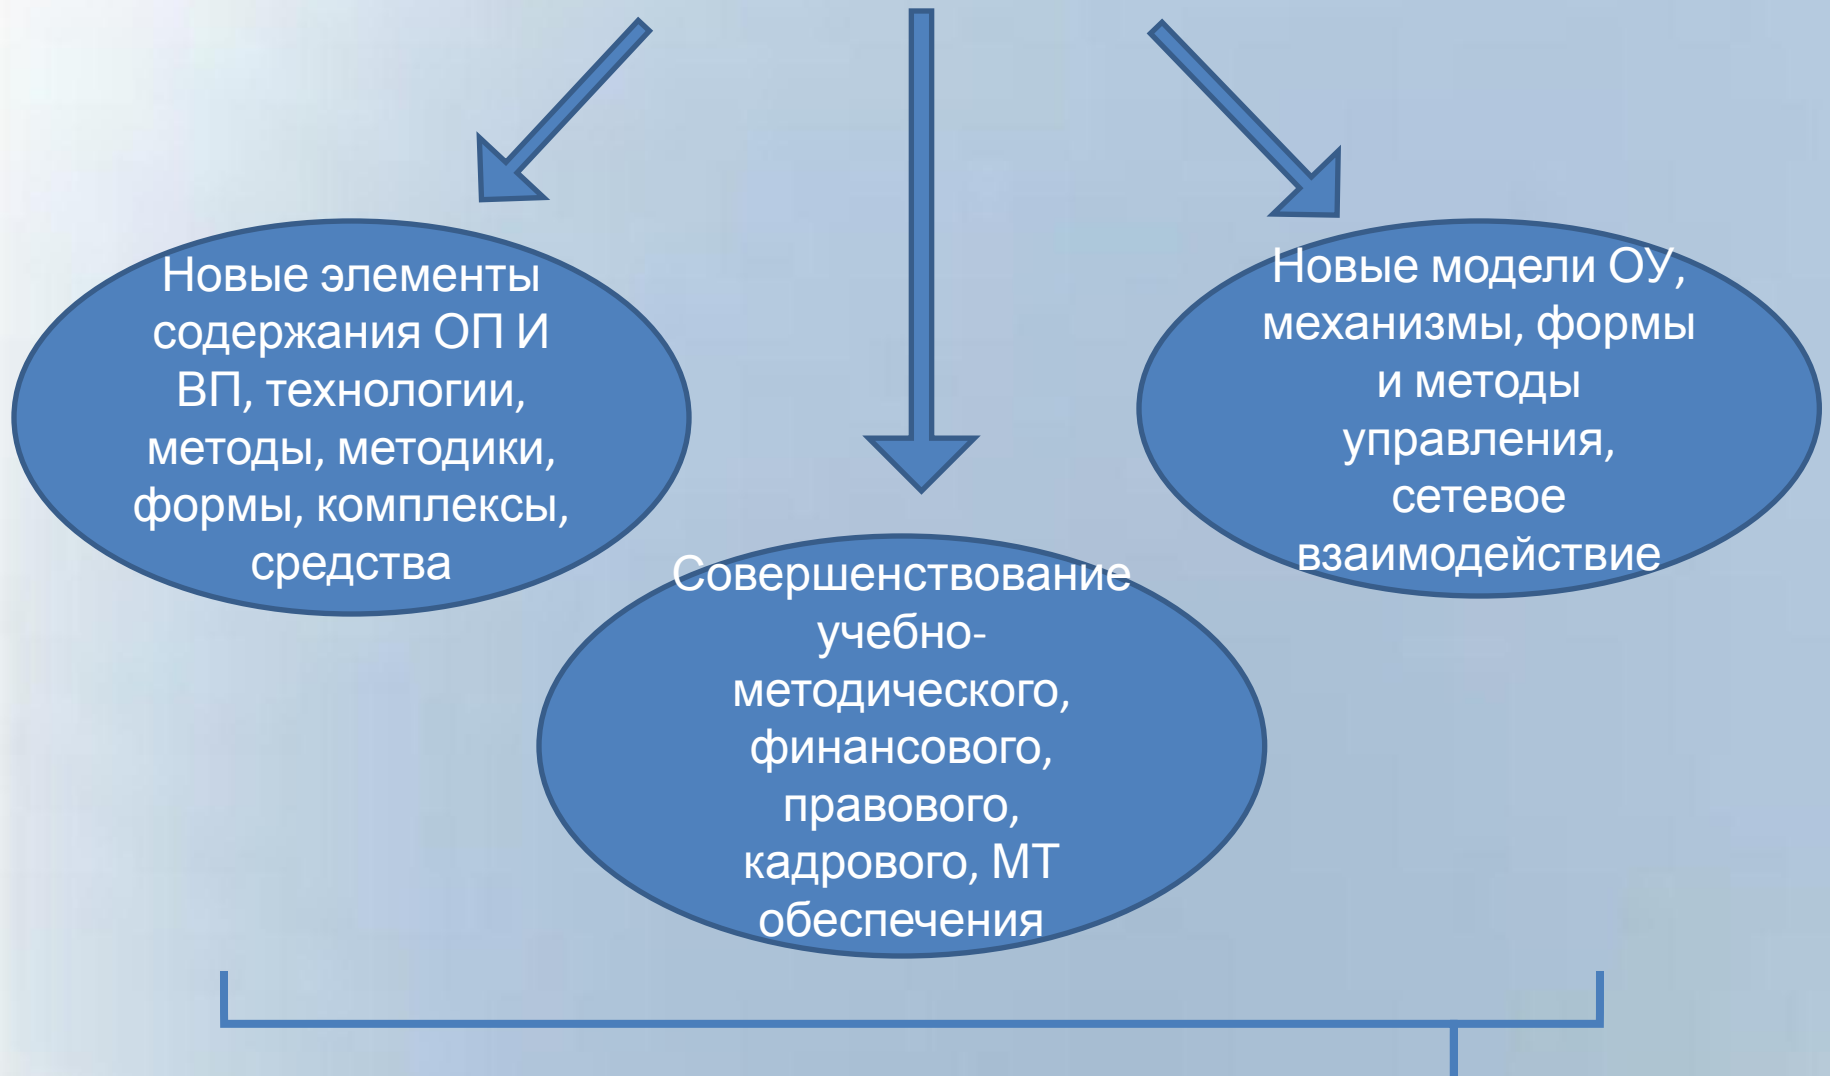 Новые элементы
содержания ОП И
ВП, технологии,
методы, методики,
формы, комплексы,
средства
Совершенствование
учебно-
методического,
финансового,
правового,
кадрового, МТ
обеспечения
Новые модели ОУ,
механизмы, формы
и методы
управления,
сетевое
взаимодействие